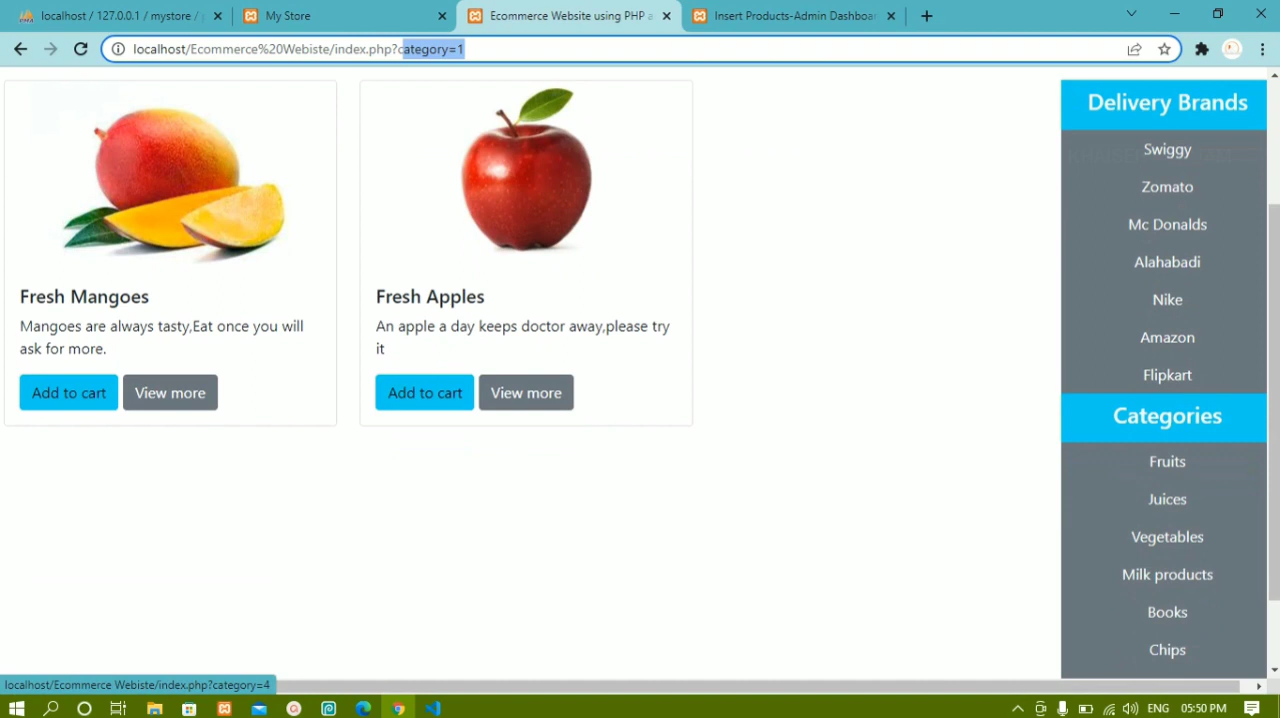 localhost / 127.0.0.1 / mystore /
My Store
Ecommerce Website using PHP a
Insert Products-Admin Dashboar
localhost/Ecommerce%20Webiste/index.php?category=1
Fresh Mangoes
Mangoes are always tasty,Eat once you will
ask for more.
Add to cart
View more
Fresh Apples
An apple a day keeps doctor away,please try
it
Add to cart
View more
Delivery Brands
Swiggy
Zomato
Mc Donalds
Alahabadi
Nike
Amazon
Flipkart
Categories
Fruits
Juices
Vegetables
Milk products
Books
Chips
localhost/Ecommerce Webiste/index.php?category=4
ENG
05:50 PM